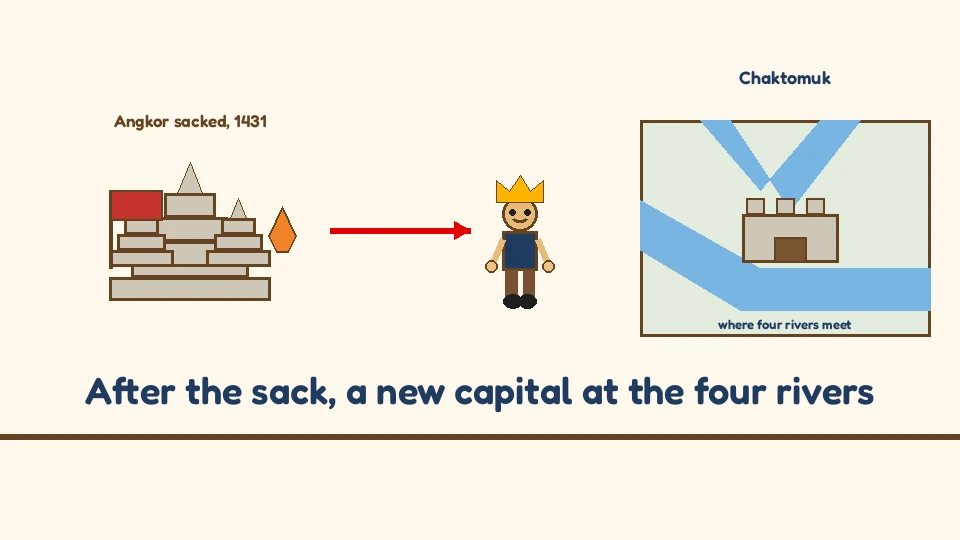 Chaktomuk
Angkor sacked, 1431
where four rivers meet
After the sack, a new capital at the four rivers